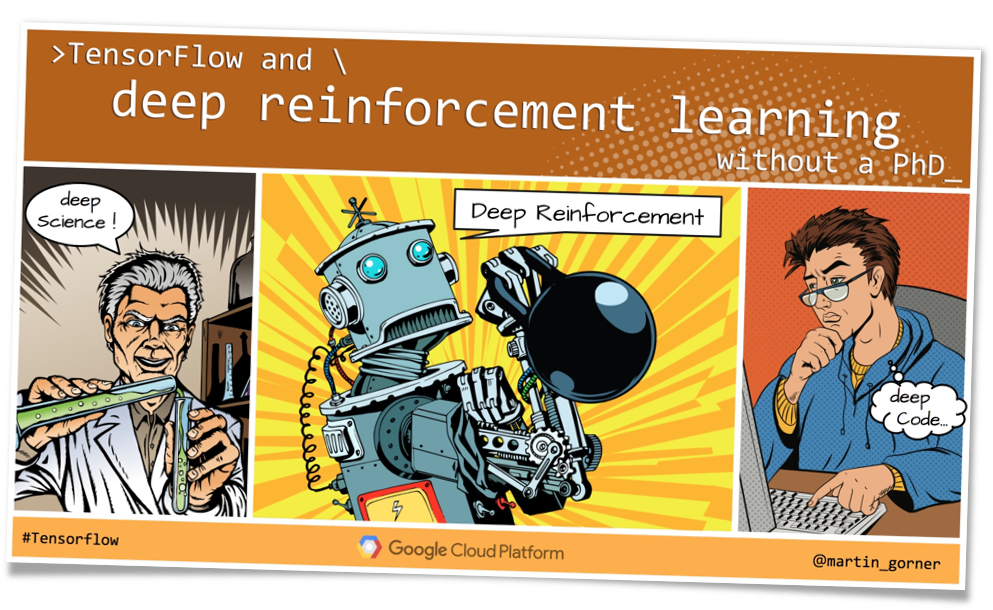 >TensorFlow and \
deep reinforcement learning
without a PhD_
deep
Science !
Deep Reinforcement
deep
Code...
#Tensorflow
Google Cloud Platform
@martin_gorner